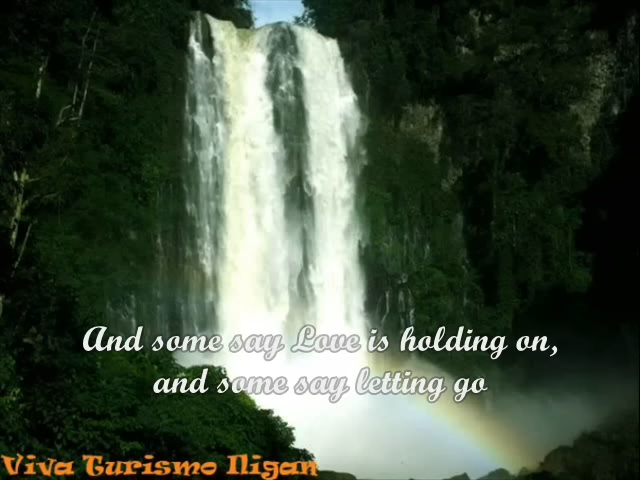 And some say Love is holding on,
and some say letting go
Viva Turismo Iligan